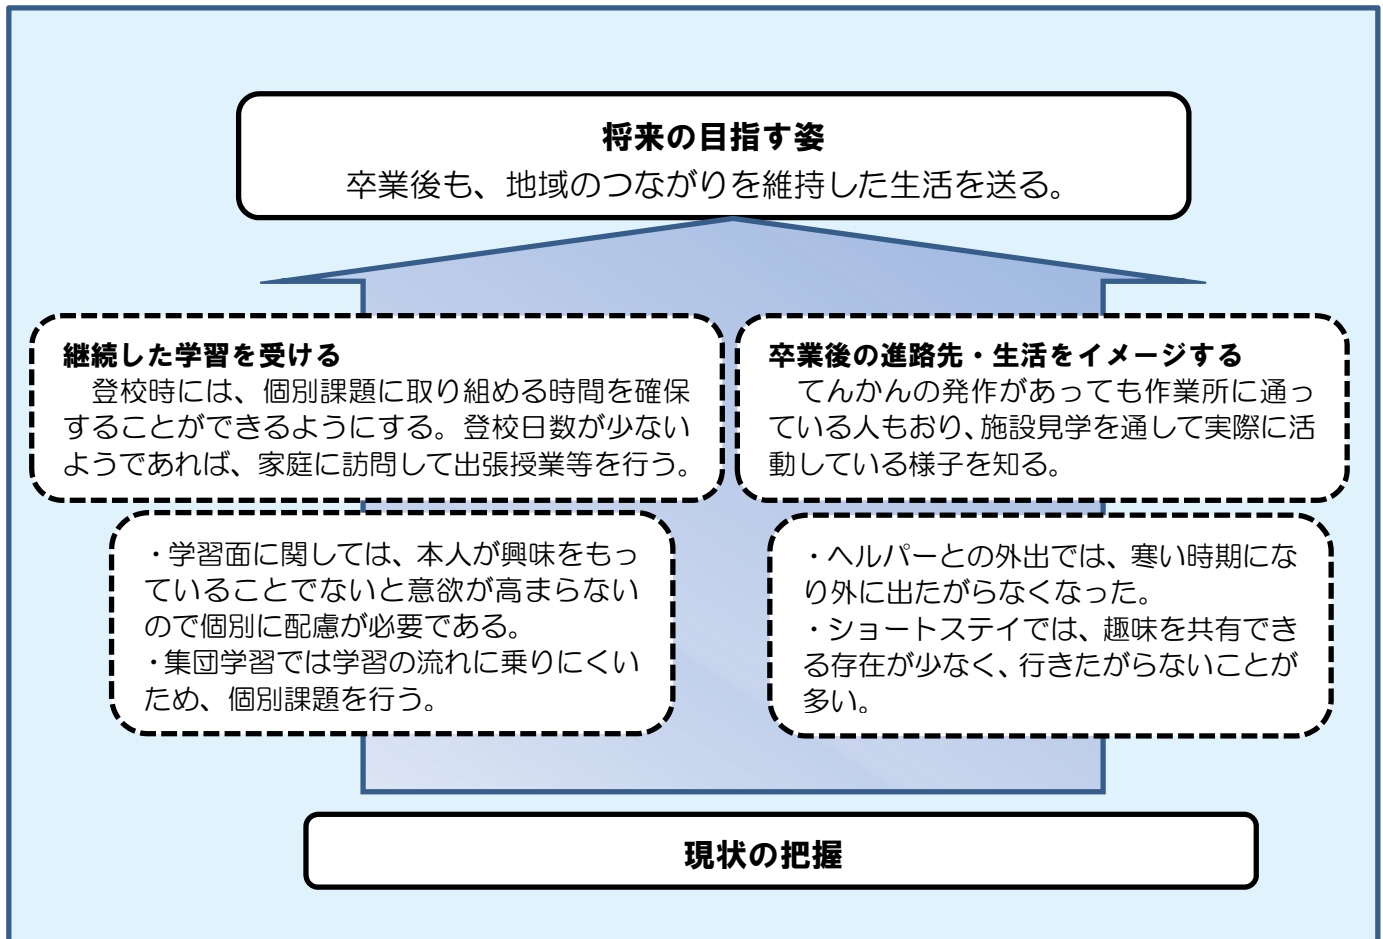 将来の目指す姿
卒業後も、地域のつながりを維持した生活を送る。
継続した学習を受ける
　登校時には、個別課題に取り組める時間を確保
することができるようにする。登校日数が少ない
ようであれば、家庭に訪問して出張授業等を行う。
卒業後の進路先・生活をイメージする
　てんかんの発作があっても作業所に通っ
ている人もおり、施設見学を通して実際に活
動している様子を知る。
・学習面に関しては、本人が興味をもっ
ていることでないと意欲が高まらない
ので個別に配慮が必要である。
・集団学習では学習の流れに乗りにくい
ため、個別課題を行う。
・ヘルパーとの外出では、寒い時期にな
り外に出たがらなくなった。
・ショートステイでは、趣味を共有でき
る存在が少なく、行きたがらないことが
多い。
現状の把握